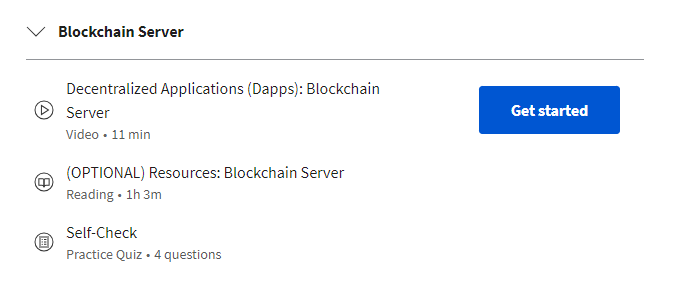 Blockchain Server
Decentralized Applications (Dapps): Blockchain
Server
Video • 11 min
Get started
(OPTIONAL) Resources: Blockchain Server
Reading • 1h 3m
Self-Check
Practice Quiz • 4 questions